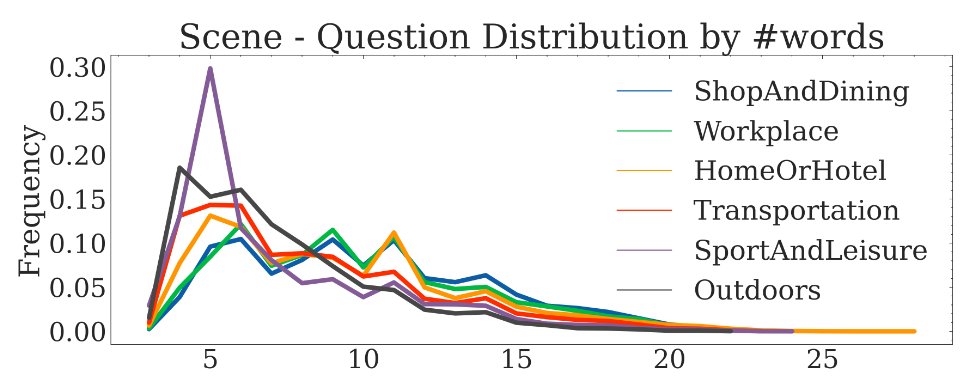 Scene - Question Distribution by #words
Frequency
0.30
0.25
0.20
0.15
0.10
0.05
0.00
5
10
15
20
25
ShopAndDining
Workplace
HomeOrHotel
Transportation
SportAndLeisure
Outdoors